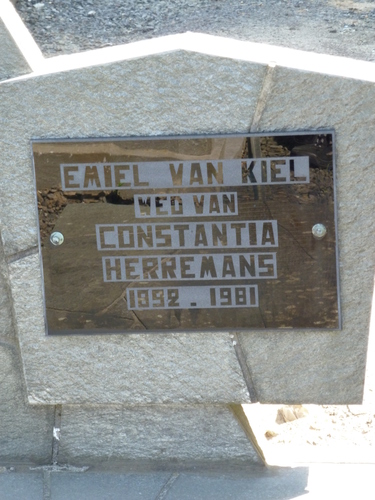 EMIEL VAN KIEL
WED VAN
CONSTANTIA
HERREMANS
1892 - 1981